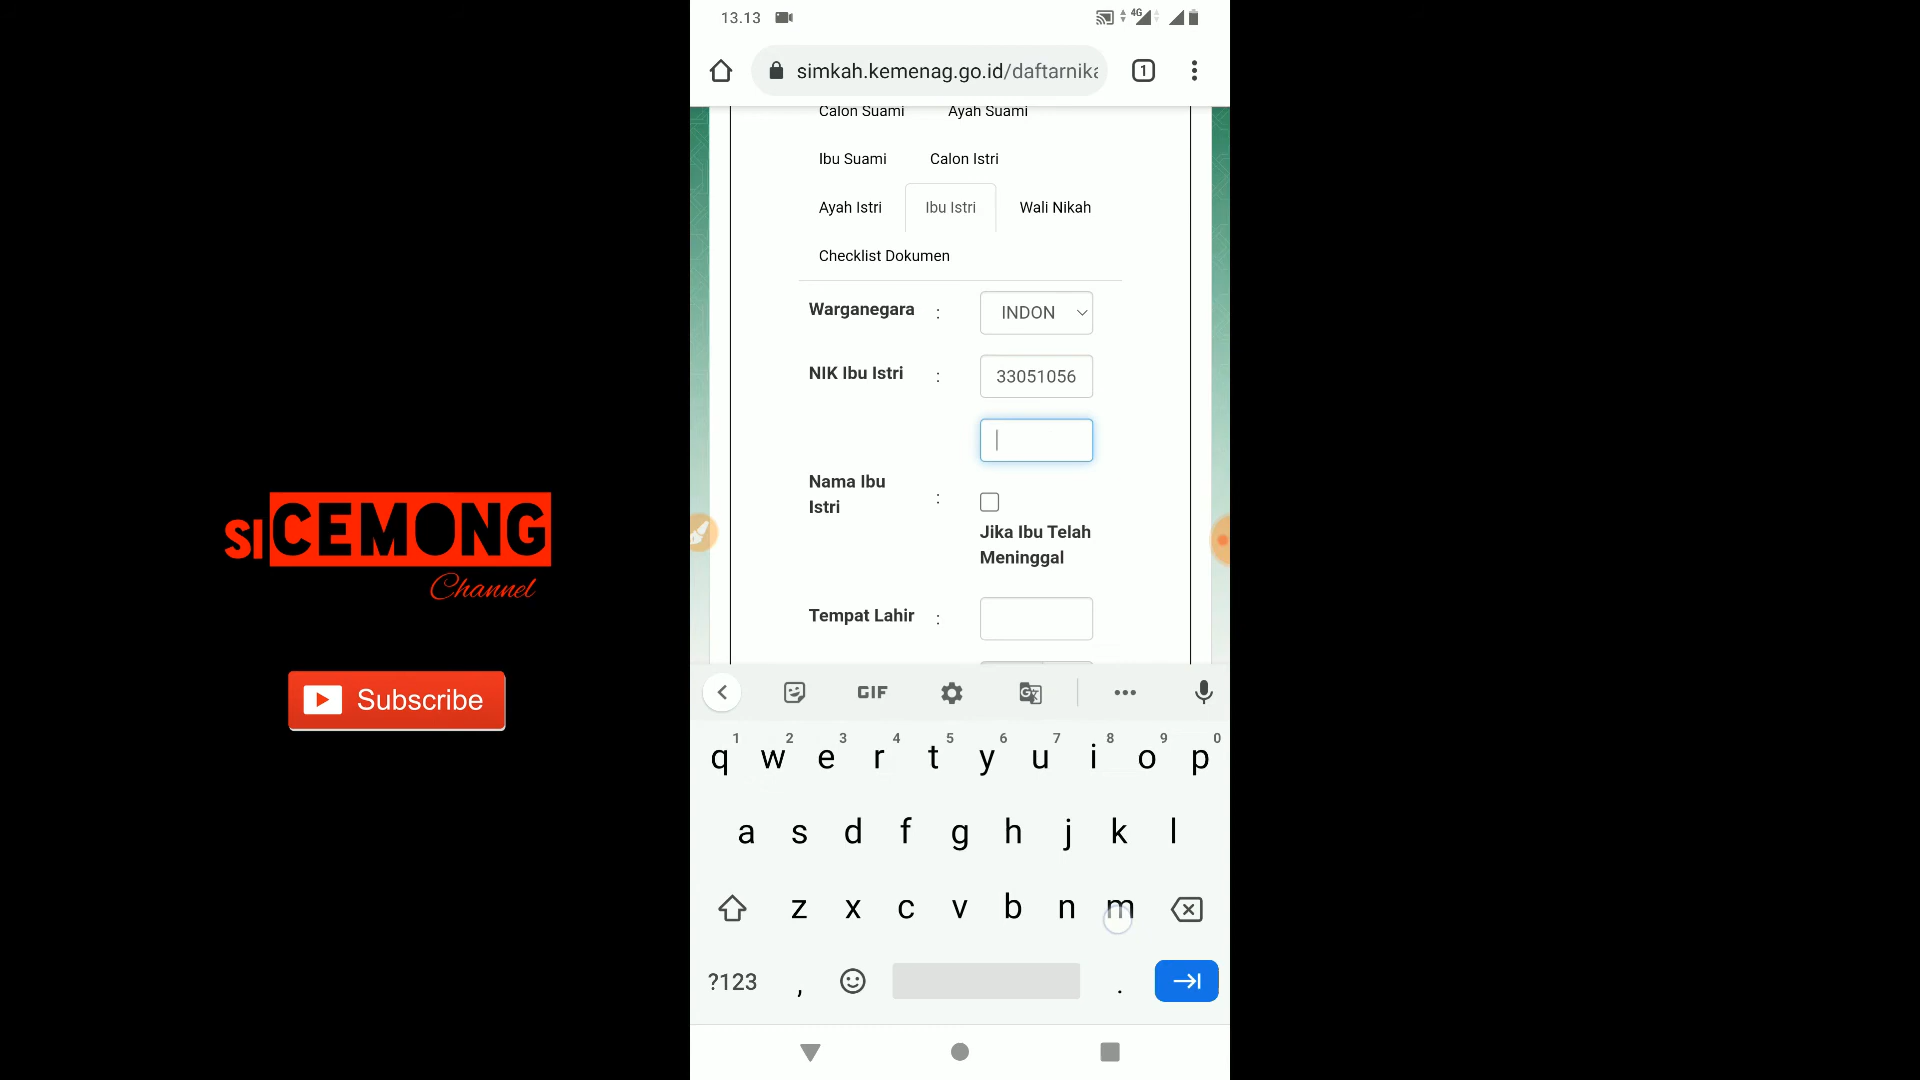 13.13
4G
simkah.kemenag.go.id/daftarnika
1
Calon Suami Ayah Suami
Ibu Suami Calon Istri
Ayah Istri Ibu Istri Wali Nikah
Checklist Dokumen
Warganegara : INDON
NIK Ibu Istri : 33051056
Nama Ibu
Istri :
Jika Ibu Telah
Meninggal
Tempat Lahir :
SICEMONG
Channel
Subscribe
GIF
1 2 3 4 5 6 7 8 9 0
q w e r t y u i o p
a s d f g h j k l
z x c v b n m
?123 , .